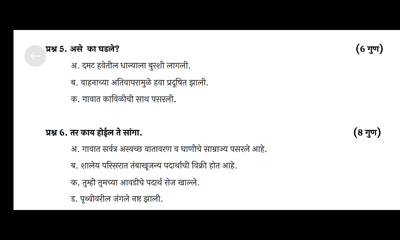 प्रश्न 5. असे का घडले? (6 गुण)
अ. दमट हवेतील धान्याला बुरशी लागली.
ब. वाहनाच्या अतिवापरामुळे हवा प्रदूषित झाली.
क. गावात काविळीची साथ पसरली.
प्रश्न 6. तर काय होईल ते सांगा. (8 गुण)
अ. गावात सर्वत्र अस्वच्छ वातावरण व घाणीचे साम्राज्य पसरले आहे.
ब. शालेय परिसरात तंबाखूजन्य पदार्थांची विक्री होत आहे.
क. तुम्ही तुमच्या आवडीचे पदार्थ रोज खाल्ले.
ड. पृथ्वीवरील जंगले नष्ट झाली.